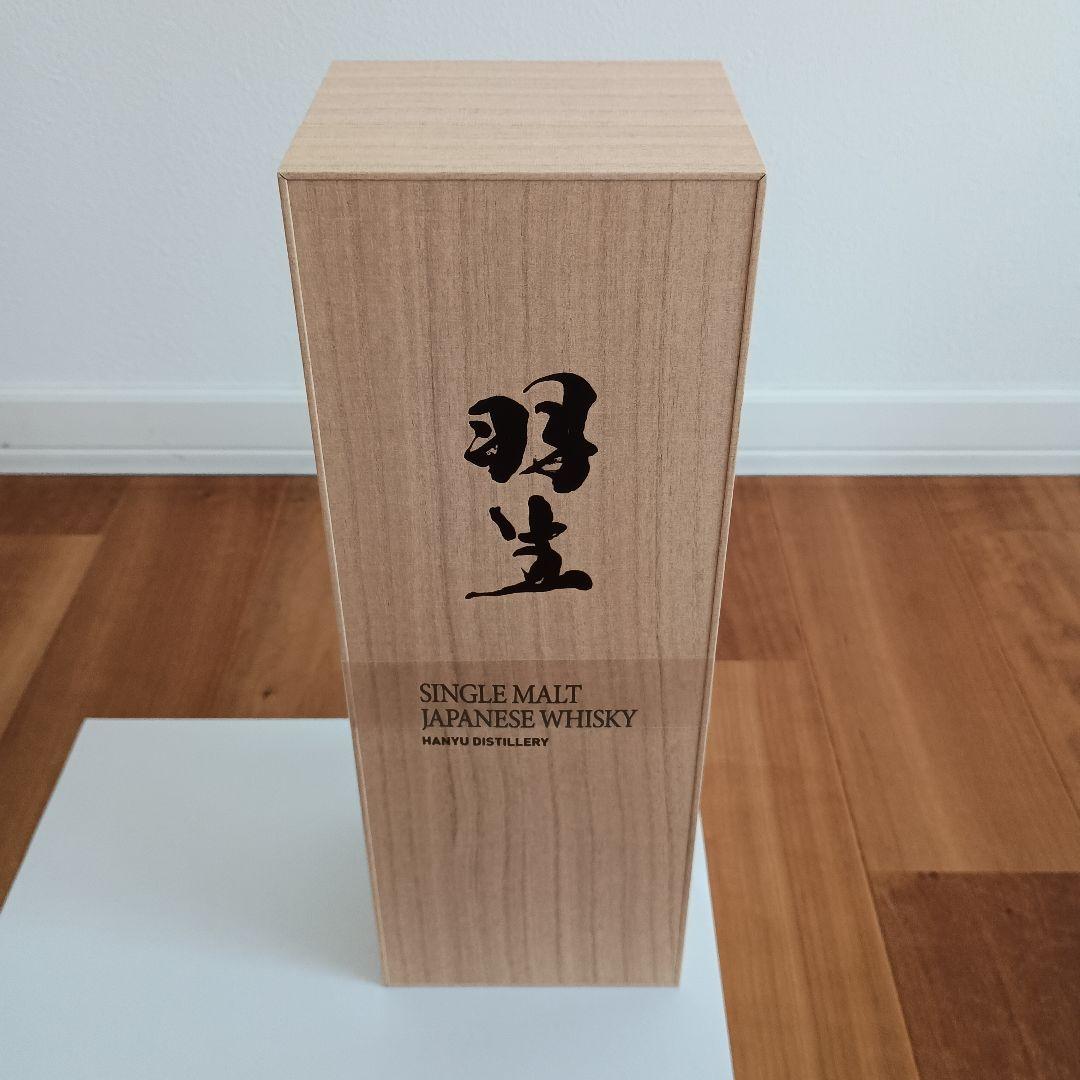 羽生
SINGLE MALT
JAPANESE WHISKY
HANYU DISTILLERY